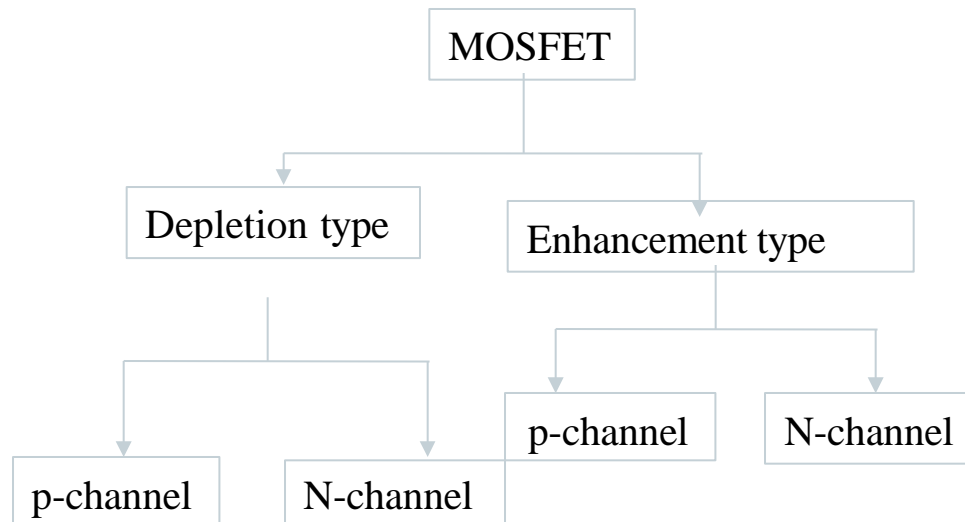 MOSFET
Depletion type
Enhancement type
p-channel
N-channel
p-channel
N-channel